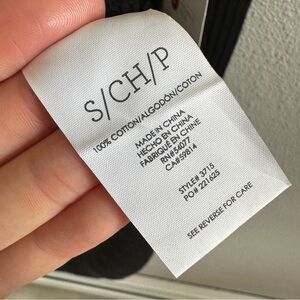 S/CH/P
100% COTTON/ALGODÓN/COTON
MADE IN CHINA
HECHO EN CHINA
FABRIQUÉ EN CHINE
RN#54077
CA#59814
STYLE# 3715
PO# 221625
SEE REVERSE FOR CARE